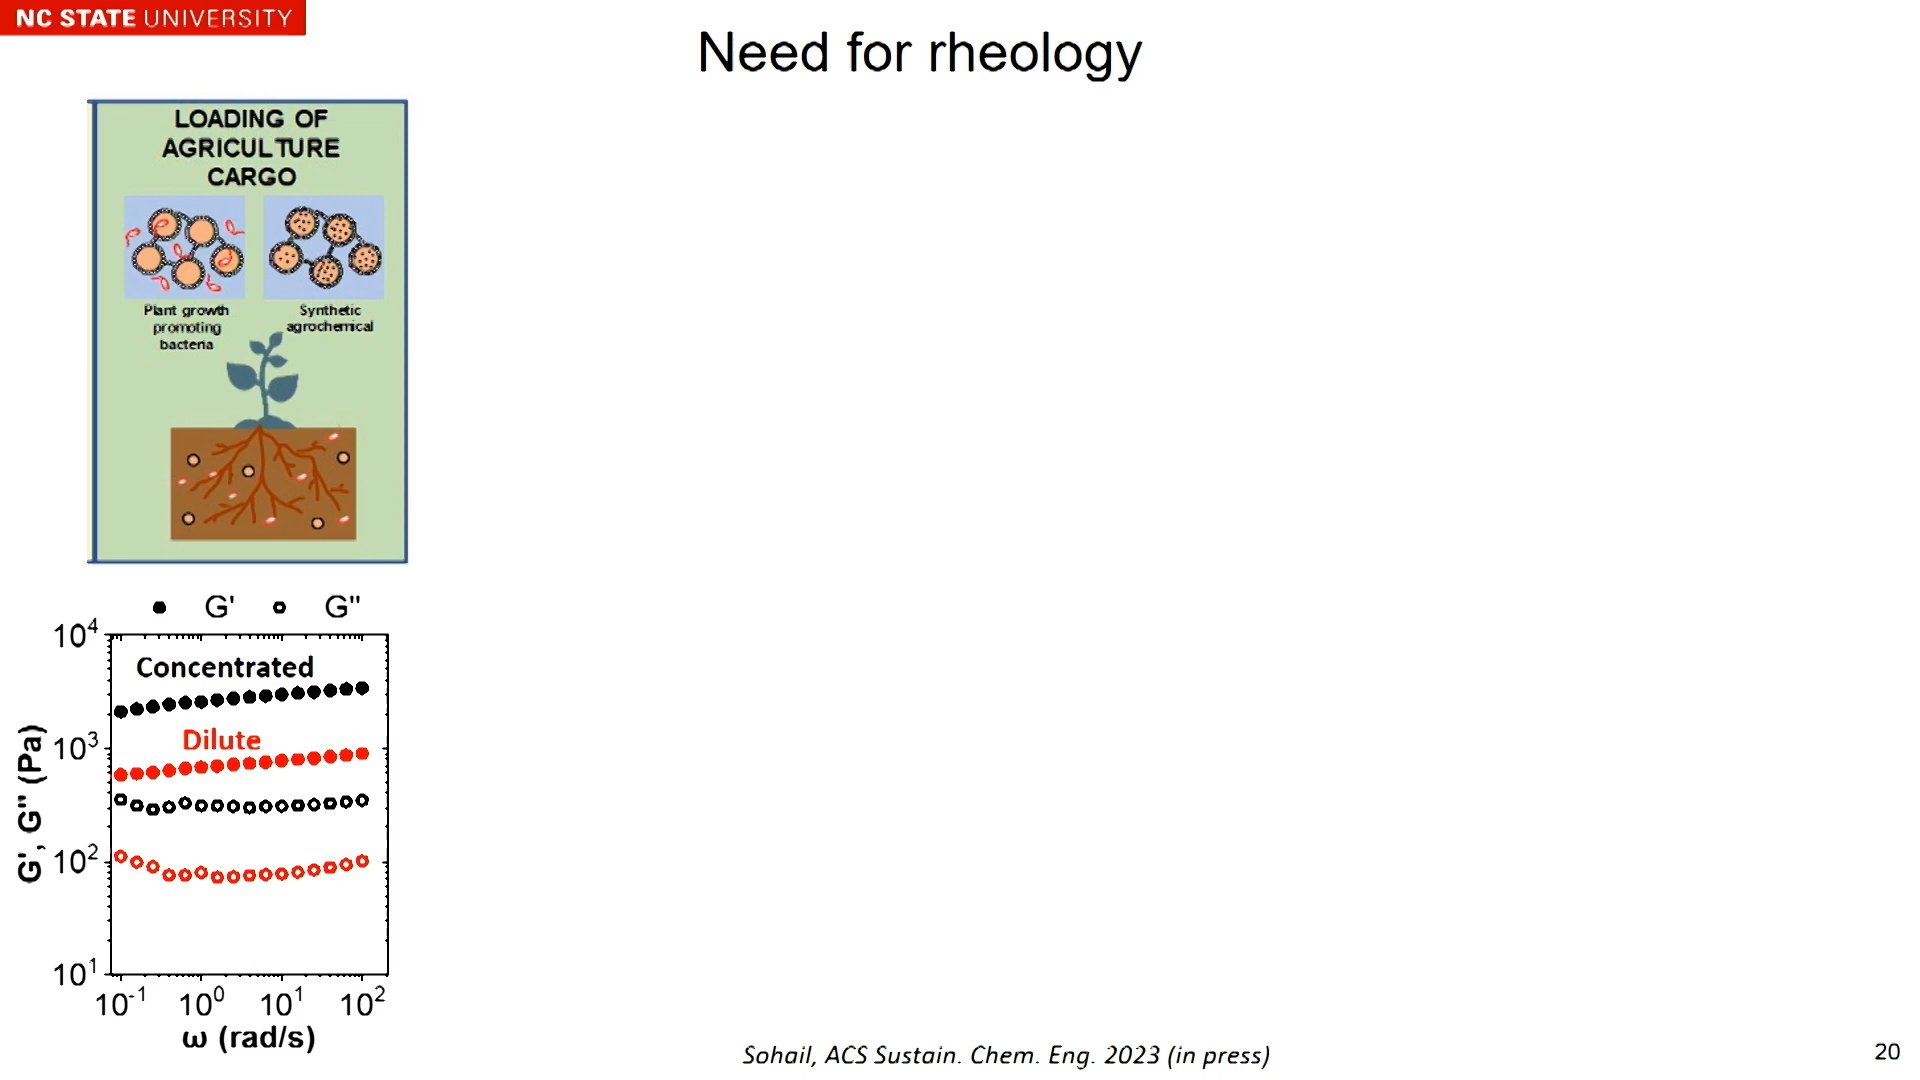 NC STATE UNIVERSITY
Need for rheology
LOADING OF
AGRICULTURE
CARGO
Plant growth
promoting
bacteria
Synthetic
agrochemical
G' G''
10⁴
Concentrated
10³
Dilute
10²
10¹
G', G'' (Pa)
10⁻¹ 10⁰ 10¹ 10²
ω (rad/s)
Sohail, ACS Sustain. Chem. Eng. 2023 (in press)
20